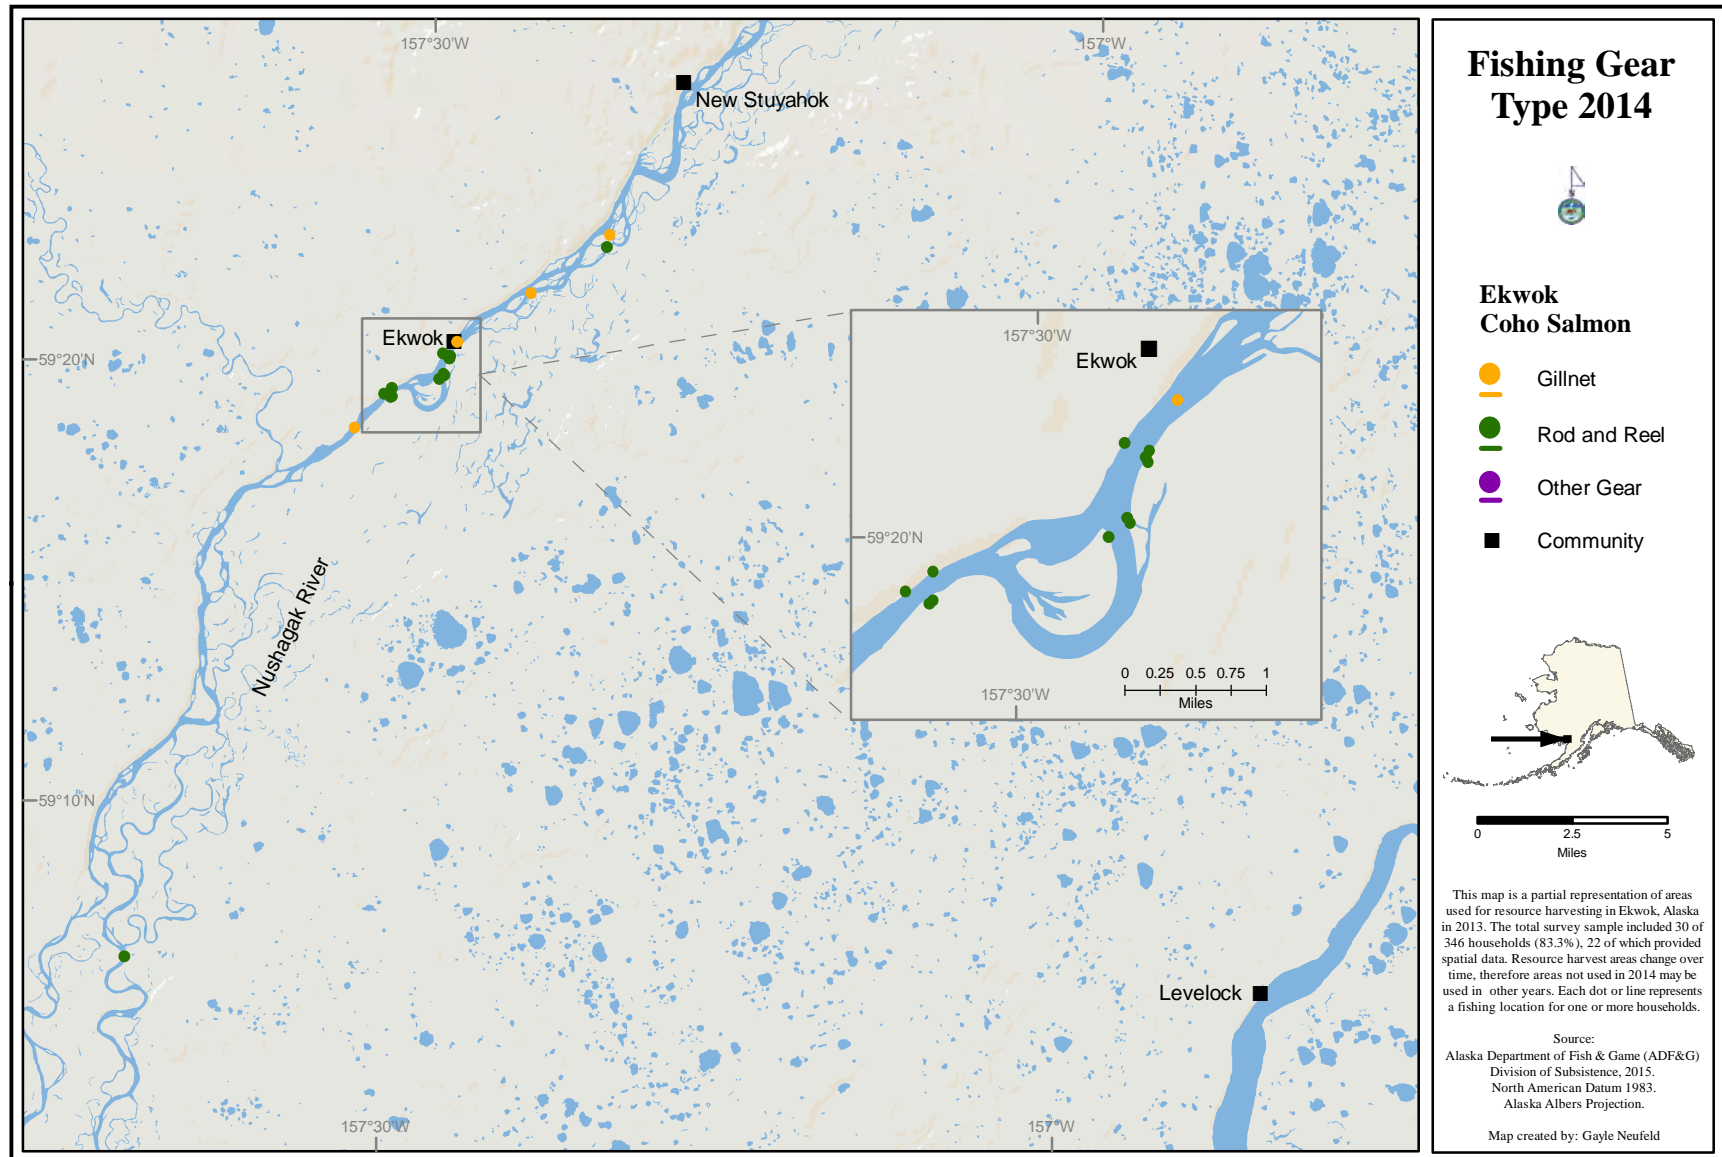 157°30'W
157°W
New Stuyahok
Ekwok
59°20'N
157°30'W
Ekwok
59°20'N
0 0.25 0.5 0.75 1
Miles
157°30'W
Nushagak River
59°10'N
Levelock
157°30'W
157°W
Fishing Gear
Type 2014
N
Ekwok
Coho Salmon
Gillnet
Rod and Reel
Other Gear
Community
0 2.5 5
Miles
This map is a partial representation of areas
used for resource harvesting in Ekwok, Alaska
in 2013. The total survey sample included 30 of
346 households (83.3%), 22 of which provided
spatial data. Resource harvest areas change over
time, therefore areas not used in 2014 may be
used in other years. Each dot or line represents
a fishing location for one or more households.
Source:
Alaska Department of Fish & Game (ADF&G)
Division of Subsistence, 2015.
North American Datum 1983.
Alaska Albers Projection.
Map created by: Gayle Neufeld